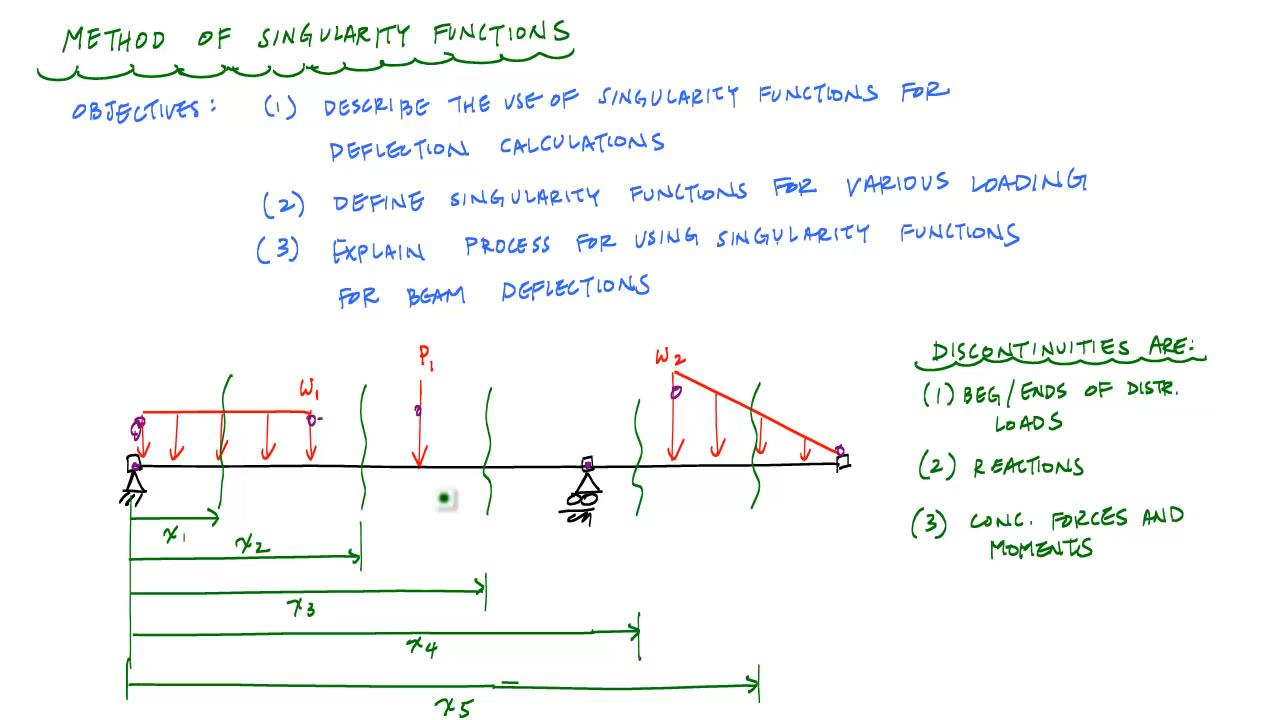 METHOD OF SINGULARITY FUNCTIONS
OBJECTIVES: (1) DESCRIBE THE USE OF SINGULARITY FUNCTIONS FOR
DEFLECTION CALCULATIONS
(2) DEFINE SINGULARITY FUNCTIONS FOR VARIOUS LOADING
(3) EXPLAIN PROCESS FOR USING SINGULARITY FUNCTIONS
FOR BEAM DEFLECTIONS
W1
P1
W2
DISCONTINUITIES ARE:
(1) BEG/ENDS OF DISTR.
LOADS
(2) REACTIONS
(3) CONC. FORCES AND
MOMENTS
x1
x2
x3
x4
x5